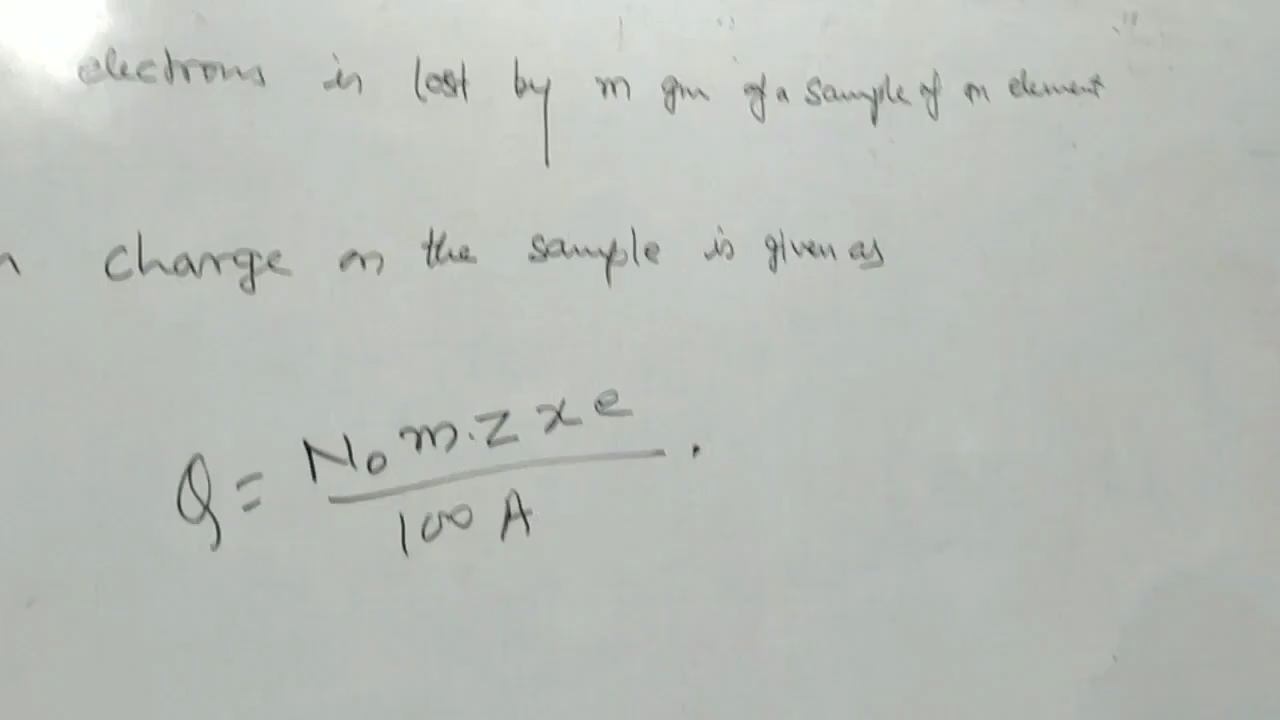 electrons is lost by m gm of a sample of an element
n charge on the sample is given as
Q = N₀ m.Z x e
100 A .